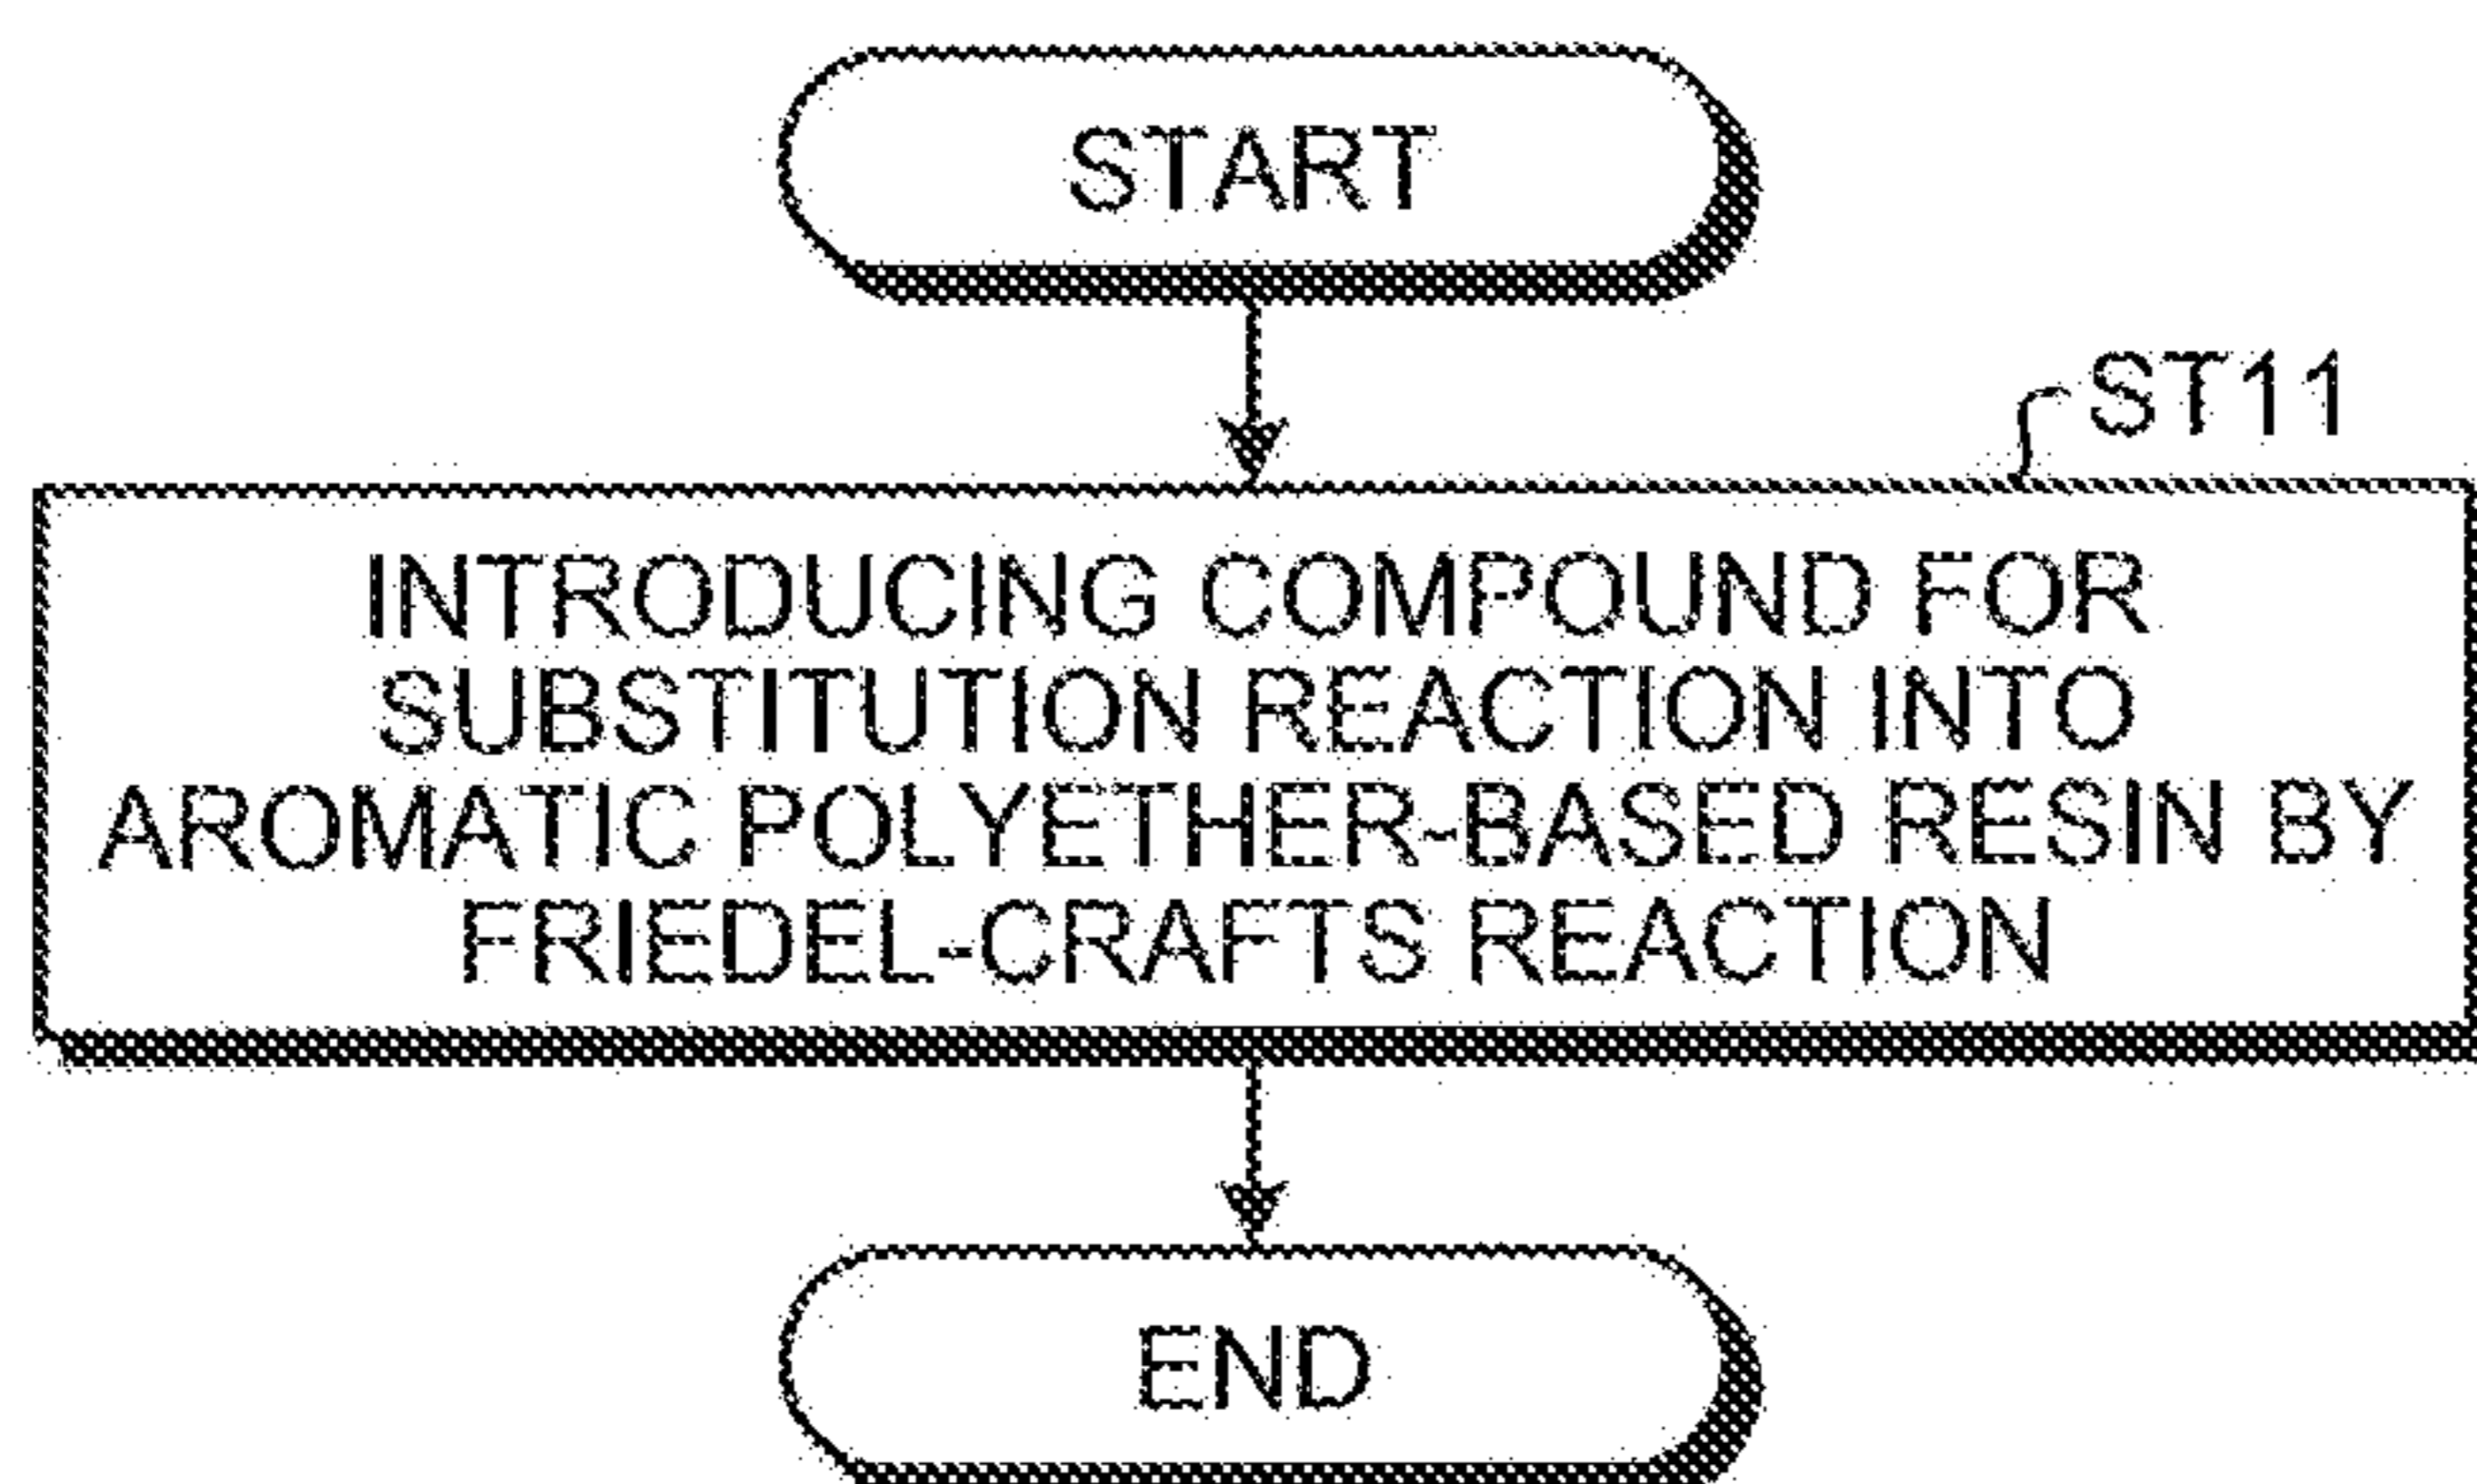 START
ST11
INTRODUCING COMPOUND FOR
SUBSTITUTION REACTION INTO
AROMATIC POLYETHER-BASED RESIN BY
FRIEDEL-CRAFTS REACTION
END